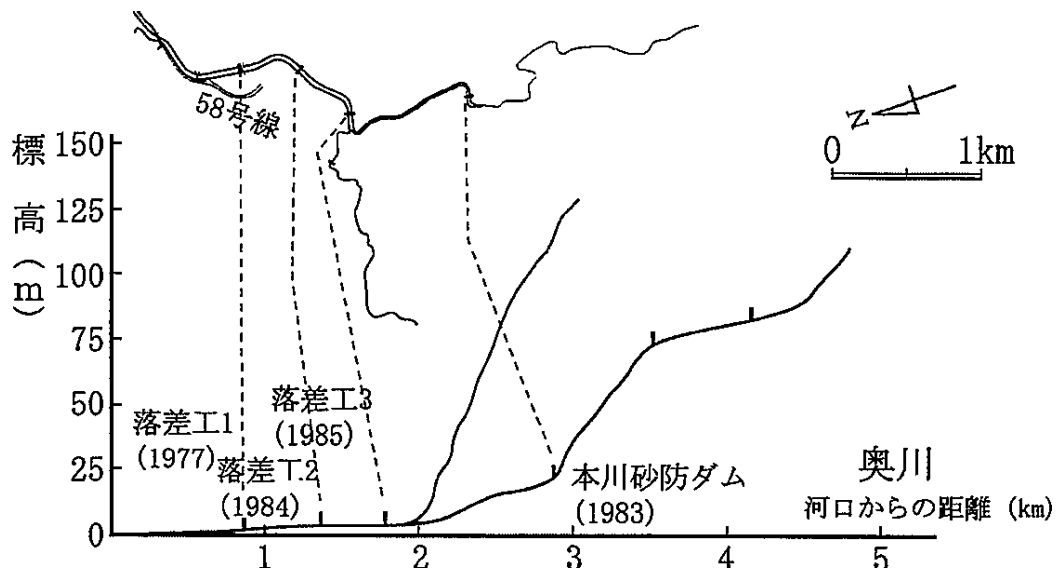 58号線
N
0 1km
標高(m)
150
125
100
75
50
25
0
落差工1
(1977)
落差工2
(1984)
落差工3
(1985)
本川砂防ダム
(1983)
奥川
河口からの距離 (km)
1 2 3 4 5